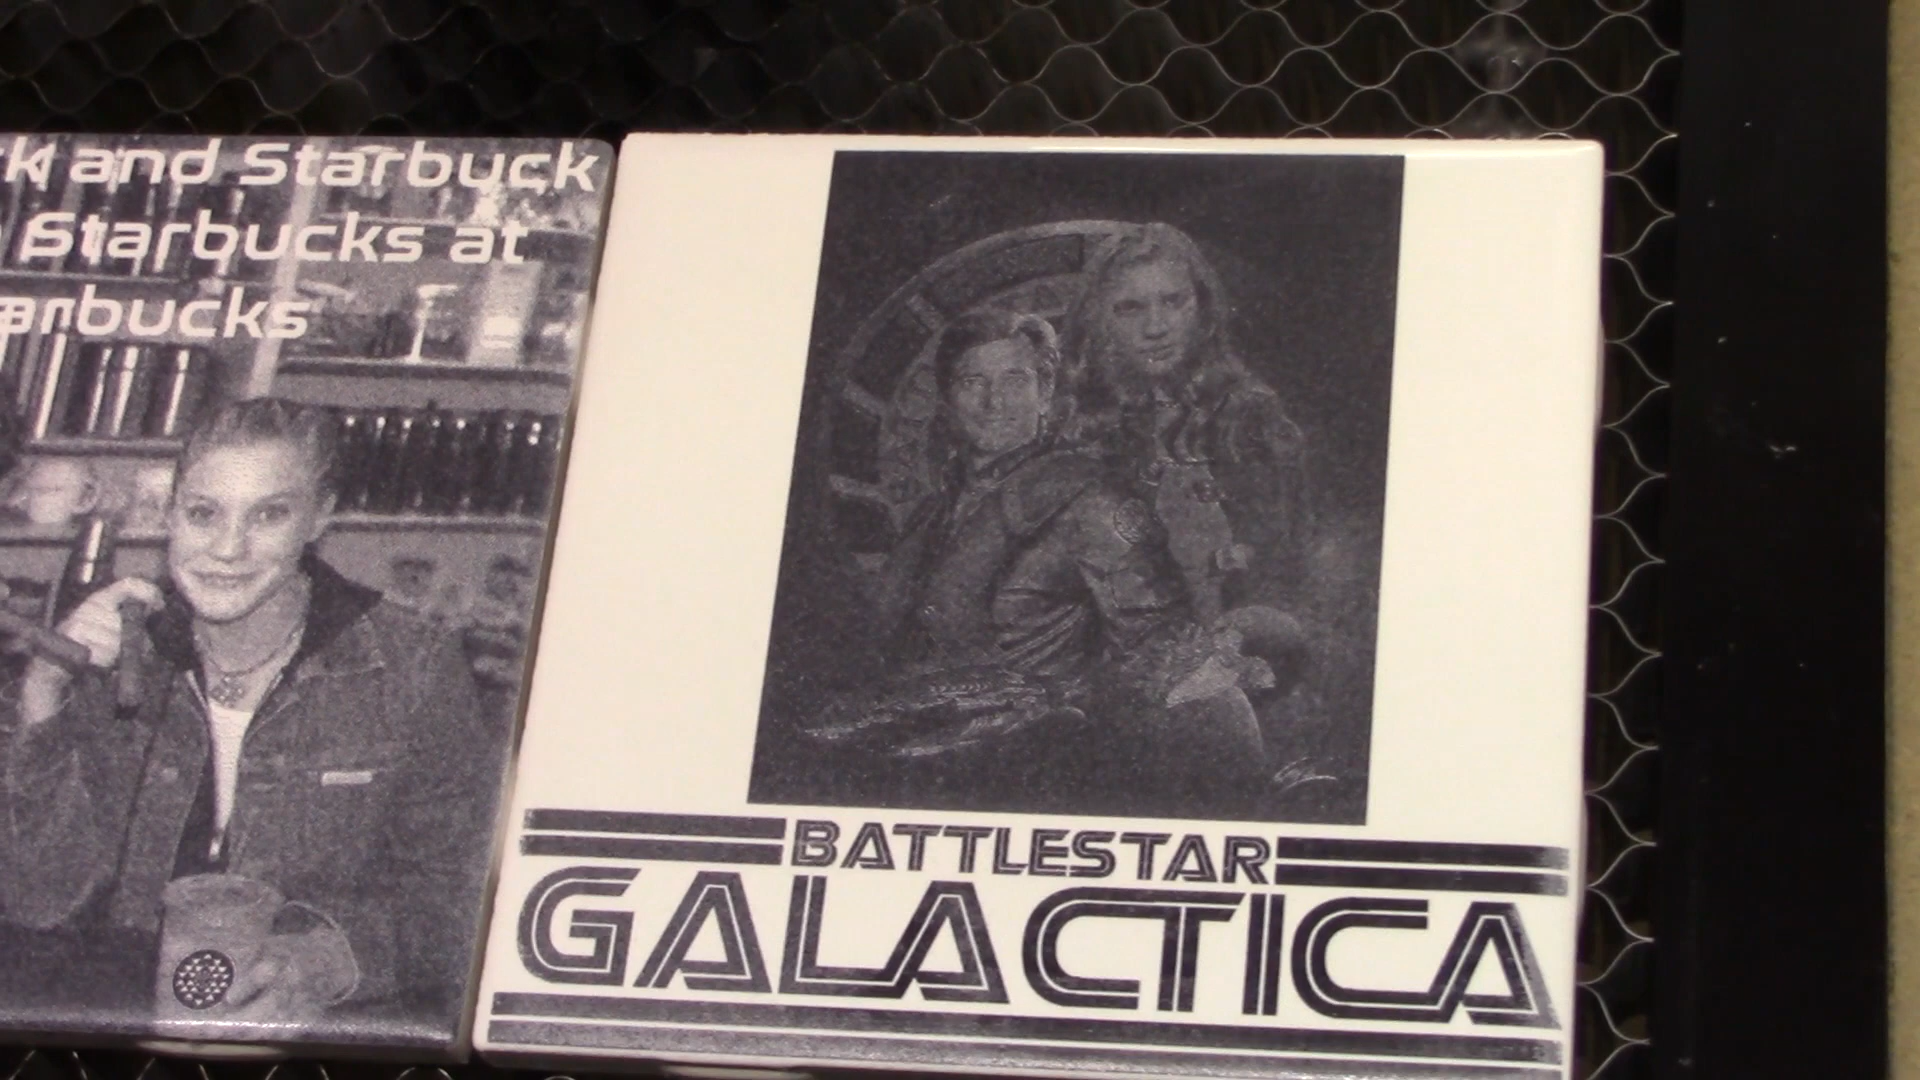 k and Starbuck
Starbucks at
arbucks
BATTLESTAR
GALACTICA